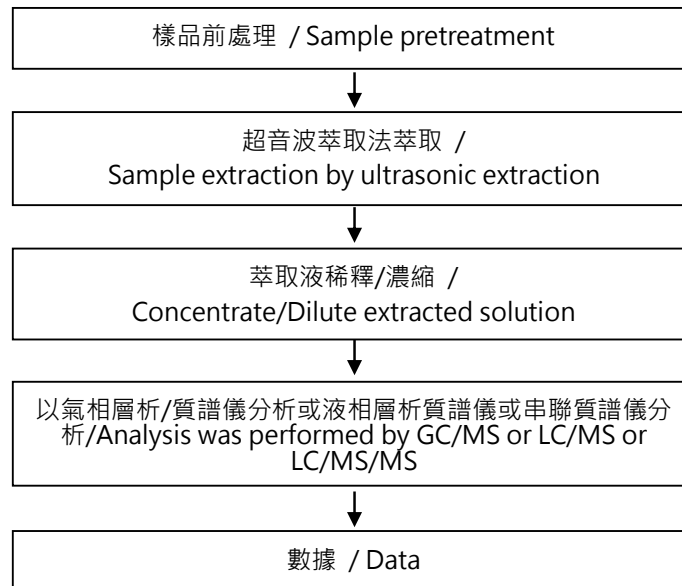 樣品前處理 / Sample pretreatment
超音波萃取法萃取 /
Sample extraction by ultrasonic extraction
萃取液稀釋/濃縮 /
Concentrate/Dilute extracted solution
以氣相層析/質譜儀分析或液相層析質譜儀或串聯質譜儀分
析/Analysis was performed by GC/MS or LC/MS or
LC/MS/MS
數據 / Data